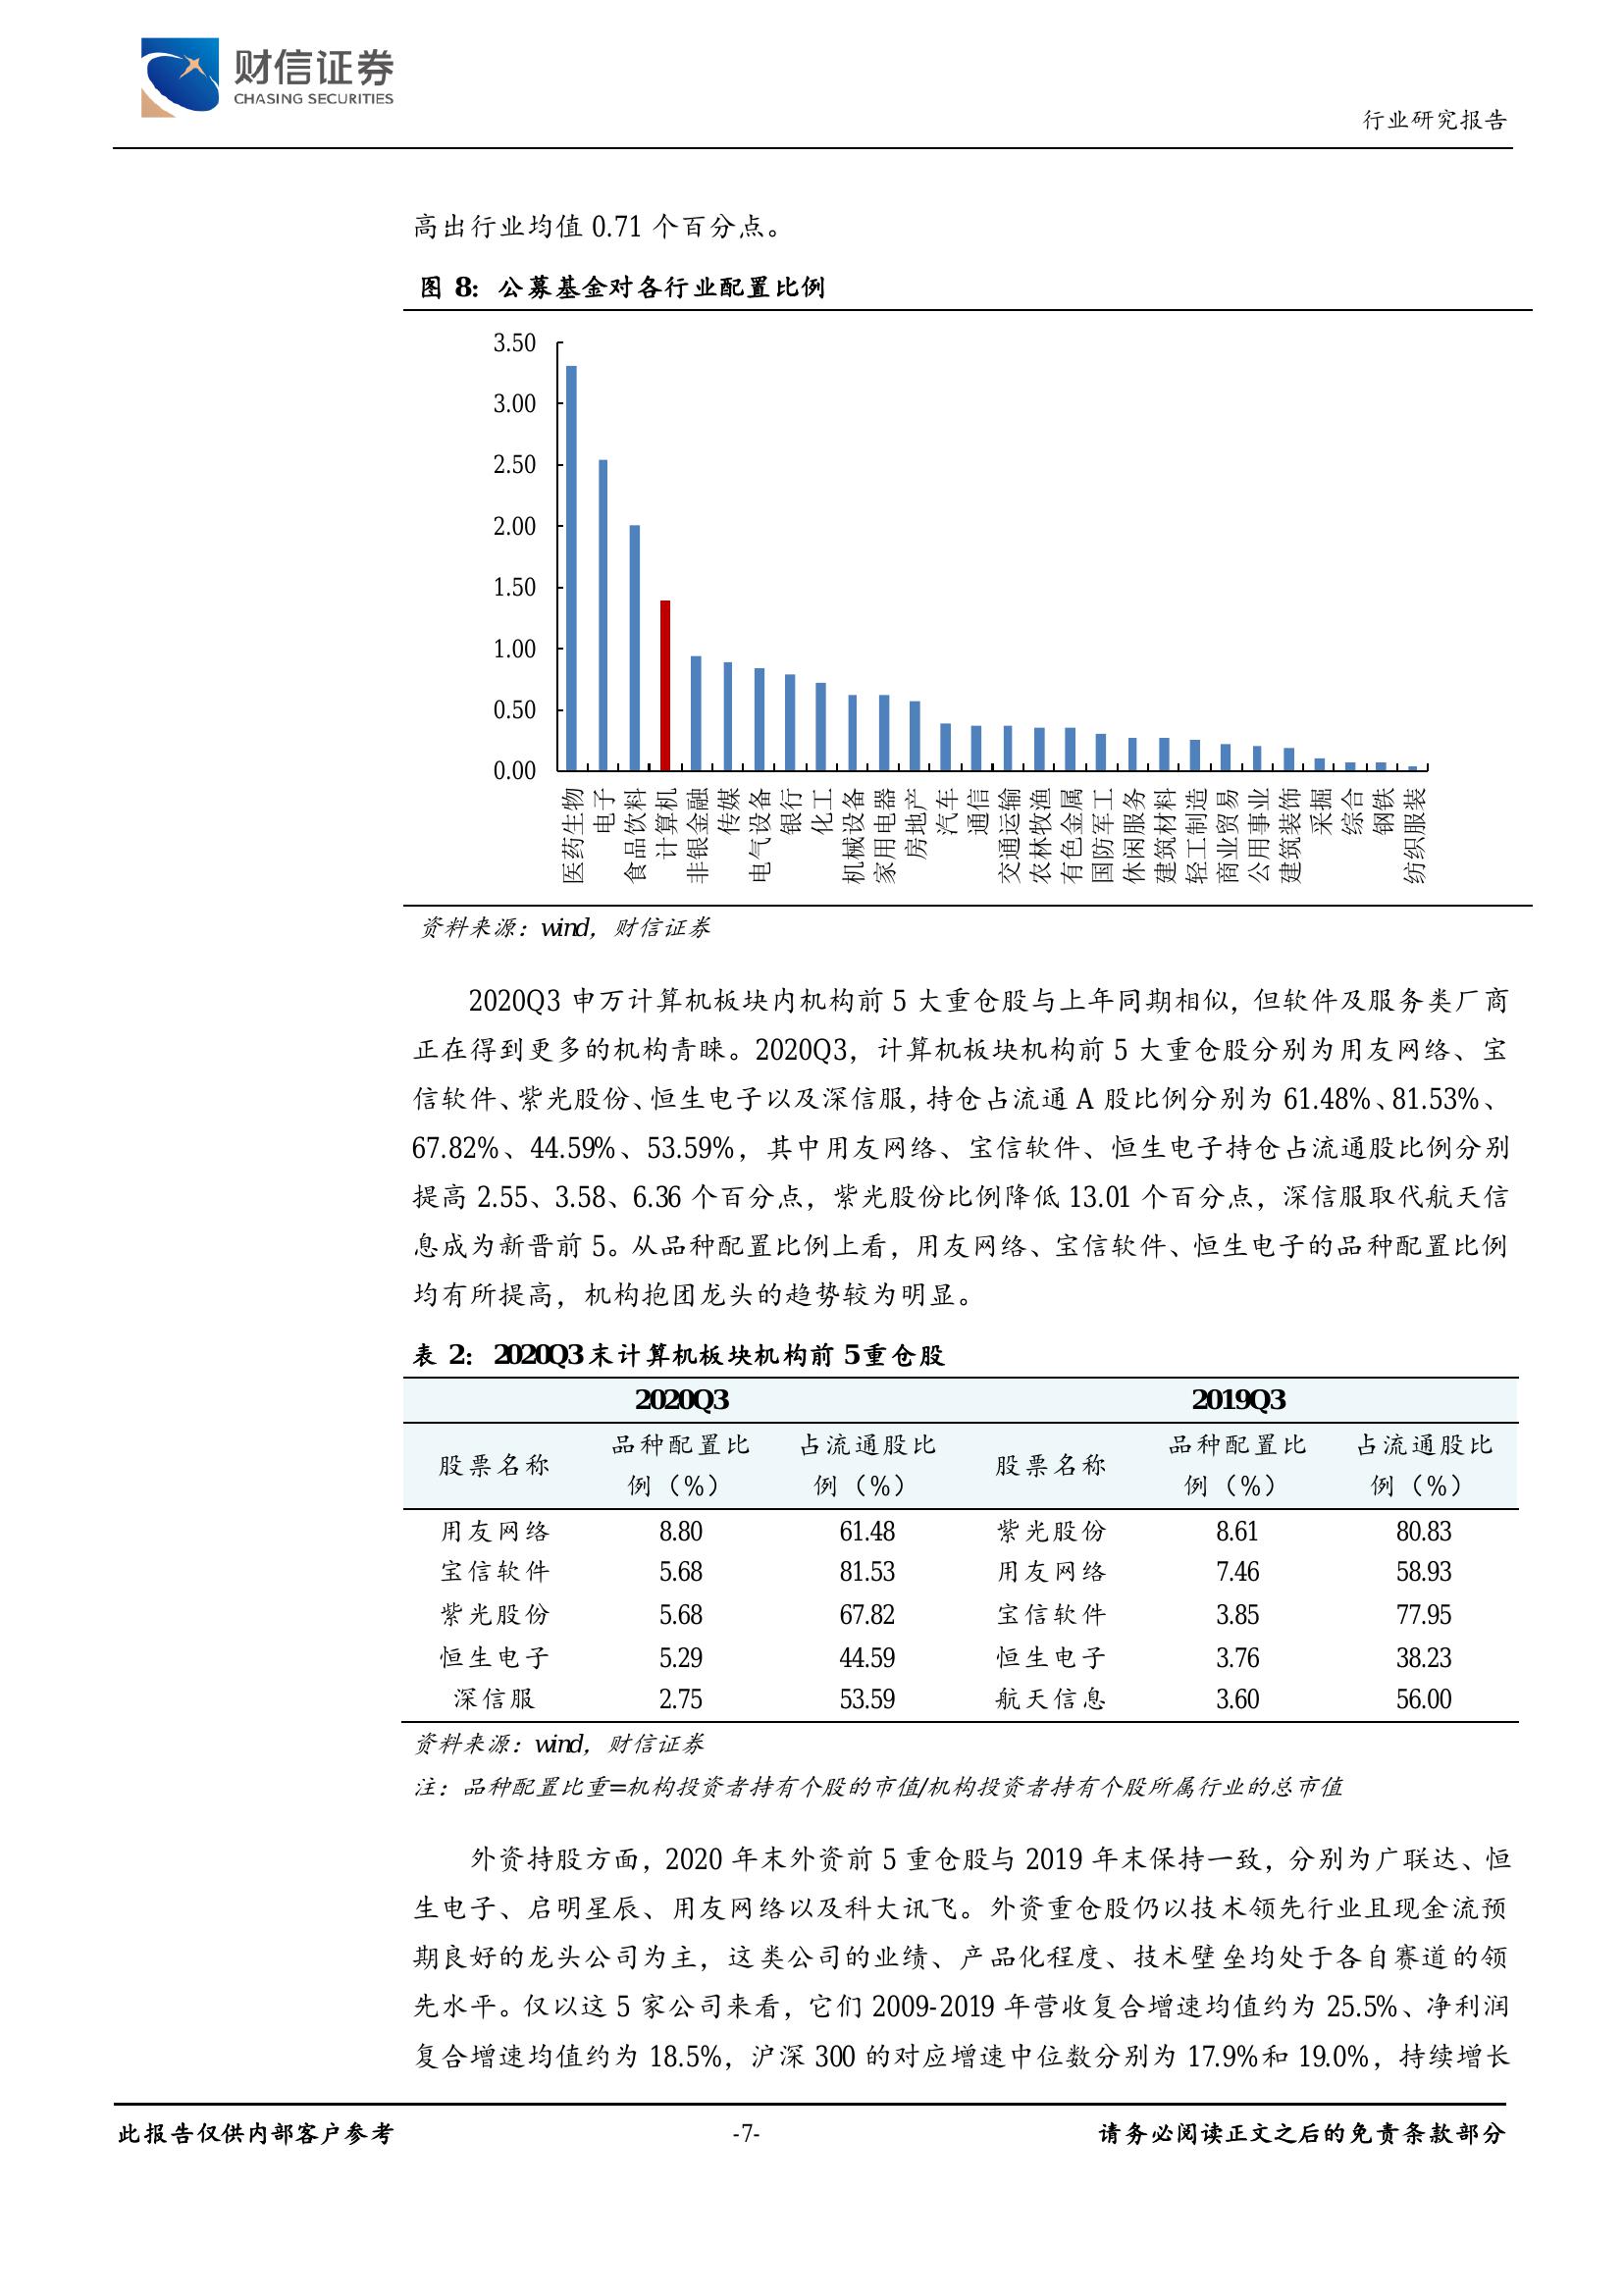 财信证券
CHASING SECURITIES
行业研究报告
高出行业均值 0.71 个百分点。
图 8：公募基金对各行业配置比例
3.50
3.00
2.50
2.00
1.50
1.00
0.50
0.00
医药生物
电子
食品饮料
计算机
非银金融
传媒
电气设备
银行
化工
机械设备
家用电器
房地产
汽车
通信
交通运输
农林牧渔
有色金属
国防军工
休闲服务
建筑材料
轻工制造
商业贸易
公用事业
建筑装饰
采掘
综合
钢铁
纺织服装
资料来源：wind，财信证券
2020Q3 申万计算机板块内机构前 5 大重仓股与上年同期相似，但软件及服务类厂商
正在得到更多的机构青睐。2020Q3，计算机板块机构前 5 大重仓股分别为用友网络、宝
信软件、紫光股份、恒生电子以及深信服，持仓占流通 A 股比例分别为 61.48%、81.53%、
67.82%、44.59%、53.59%，其中用友网络、宝信软件、恒生电子持仓占流通股比例分别
提高 2.55、3.58、6.36 个百分点，紫光股份比例降低 13.01 个百分点，深信服取代航天信
息成为新晋前 5。从品种配置比例上看，用友网络、宝信软件、恒生电子的品种配置比例
均有所提高，机构抱团龙头的趋势较为明显。
表 2：2020Q3 末计算机板块机构前 5 重仓股
2020Q3 2019Q3
股票名称 品种配置比例（%） 占流通股比例（%） 股票名称 品种配置比例（%） 占流通股比例（%）
用友网络 8.80 61.48 紫光股份 8.61 80.83
宝信软件 5.68 81.53 用友网络 7.46 58.93
紫光股份 5.68 67.82 宝信软件 3.85 77.95
恒生电子 5.29 44.59 恒生电子 3.76 38.23
深信服 2.75 53.59 航天信息 3.60 56.00
资料来源：wind，财信证券
注：品种配置比重=机构投资者持有个股的市值/机构投资者持有个股所属行业的总市值
外资持股方面，2020 年末外资前 5 重仓股与 2019 年末保持一致，分别为广联达、恒
生电子、启明星辰、用友网络以及科大讯飞。外资重仓股仍以技术领先行业且现金流预
期良好的龙头公司为主，这类公司的业绩、产品化程度、技术壁垒均处于各自赛道的领
先水平。仅以这 5 家公司来看，它们 2009-2019 年营收复合增速均值约为 25.5%、净利润
复合增速均值约为 18.5%，沪深 300 的对应增速中位数分别为 17.9%和 19.0%，持续增长
此报告仅供内部客户参考 -7- 请务必阅读正文之后的免责条款部分